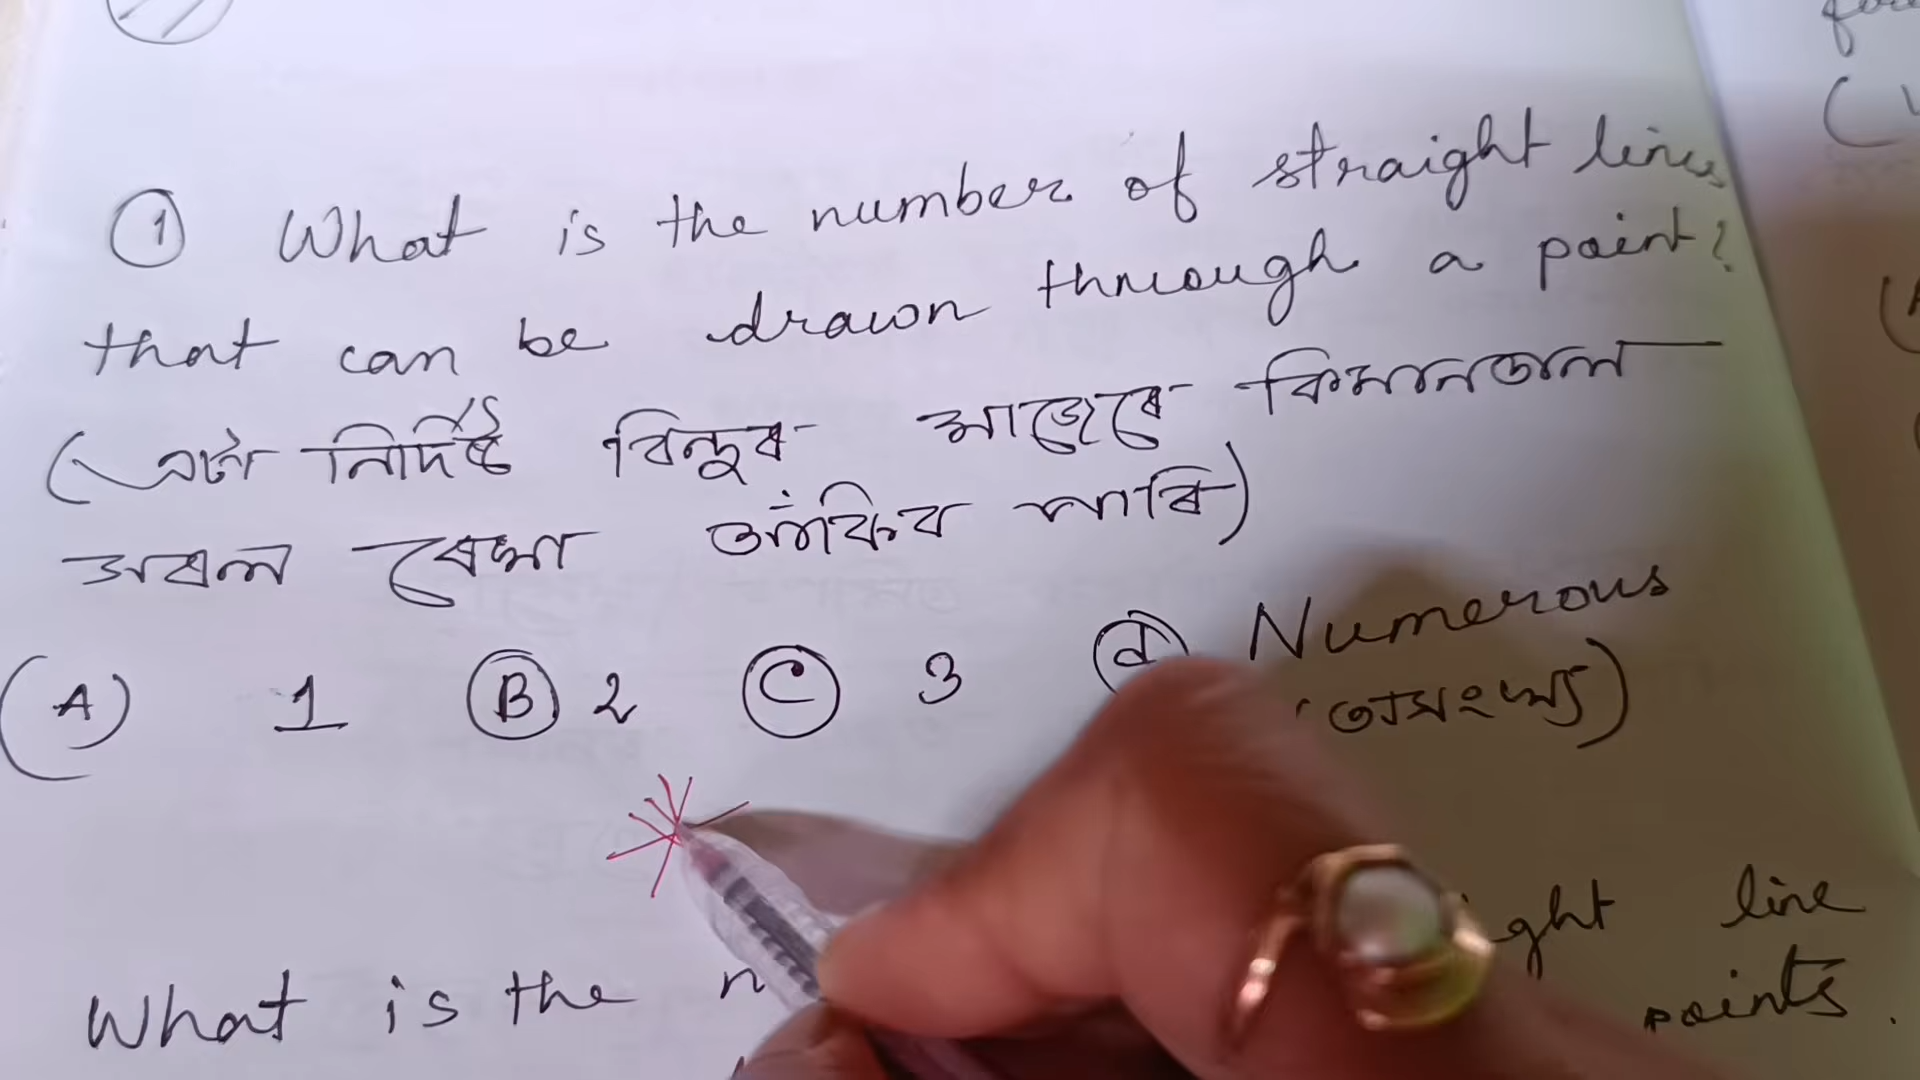 ① What is the number of straight lines
that can be drawn through a point?
(এটা নিৰ্দিষ্ট বিন্দুৰ মাজেৰে কিমানডাল
সৰল ৰেখা আঁকিব পাৰি)
(A) 1 Ⓑ 2 Ⓒ 3 ⓓ Numerous
(অসংখ্য)
What is the line
points.